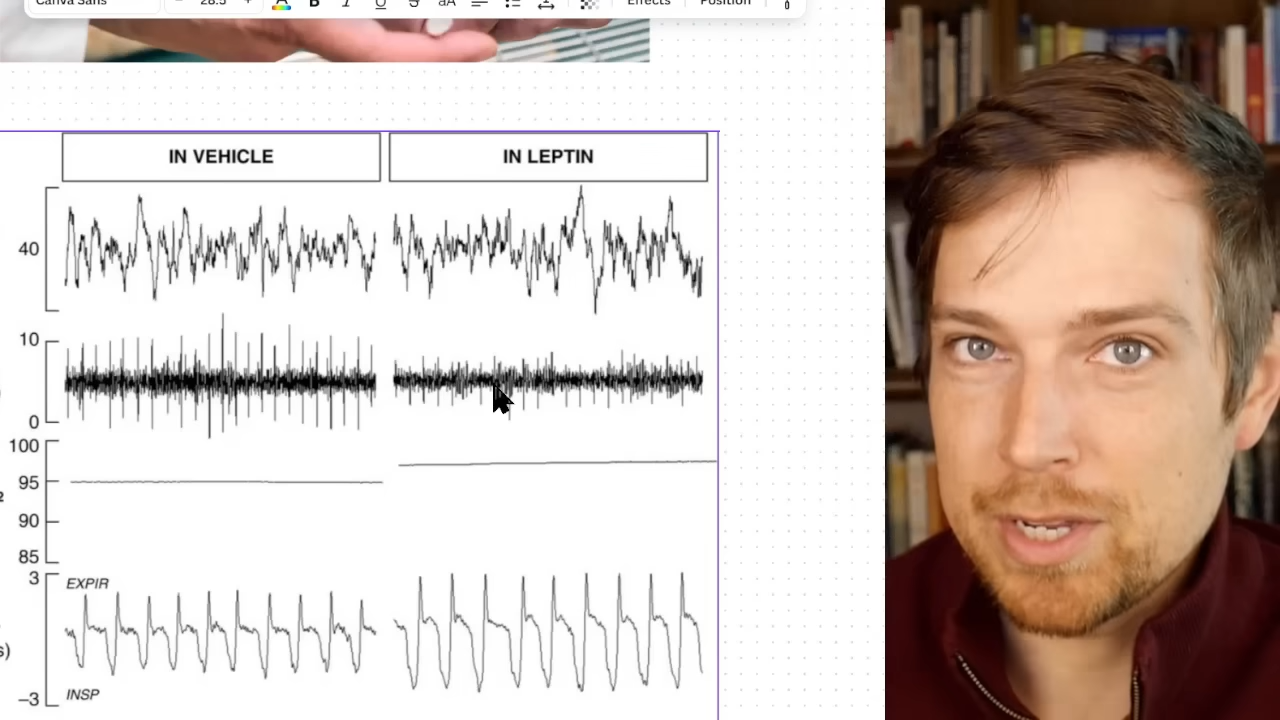 Canva Sans
28.5
+
A
B
I
U
S
aA
Effects
Position
IN VEHICLE
IN LEPTIN
40
10
0
100
95
90
85
2
3
EXPIR
s)
–3
INSP